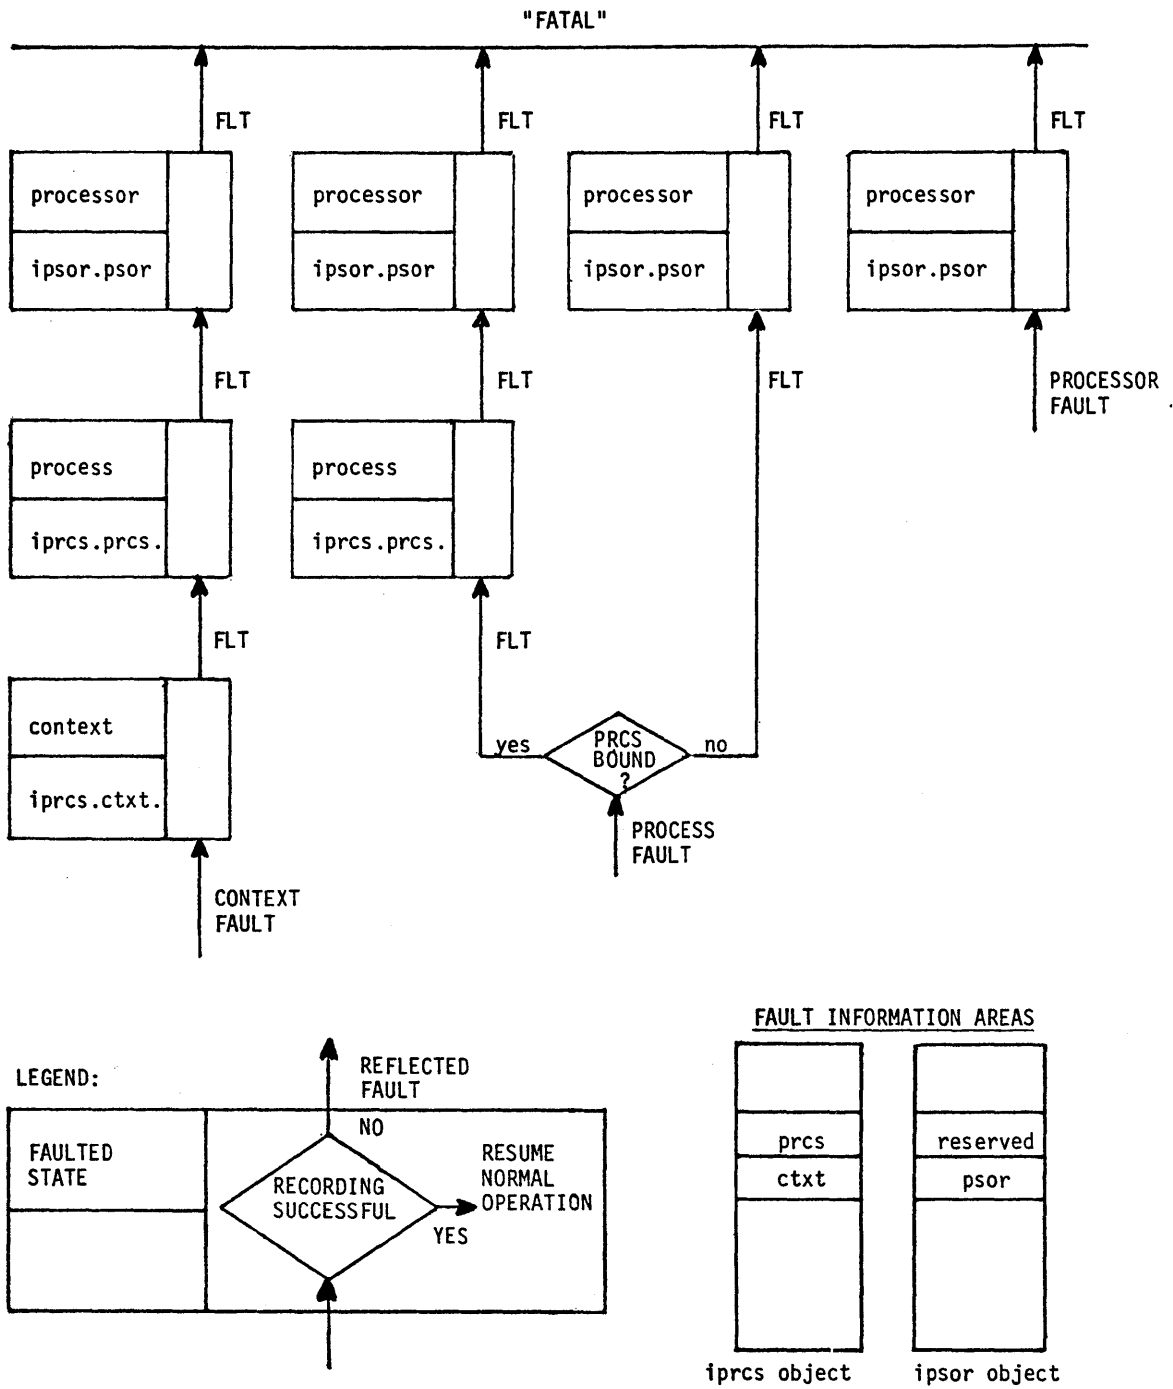 "FATAL"
FLT
FLT
FLT
FLT
processor
processor
processor
processor
ipsor.psor
ipsor.psor
ipsor.psor
ipsor.psor
FLT
FLT
FLT
PROCESSOR
FAULT
process
process
iprcs.prcs.
iprcs.prcs.
FLT
FLT
context
yes
PRCS
BOUND
?
no
iprcs.ctxt.
PROCESS
FAULT
CONTEXT
FAULT
FAULT INFORMATION AREAS
LEGEND:
REFLECTED
FAULT
NO
FAULTED
STATE
RECORDING
SUCCESSFUL
RESUME
NORMAL
OPERATION
YES
prcs
reserved
ctxt
psor
iprcs object
ipsor object